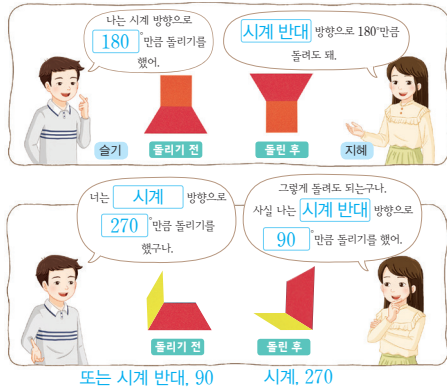 나는 시계 방향으로
180°만큼 돌리기를
했어.
시계 반대 방향으로 180°만큼
돌려도 돼.
슬기
돌리기 전
돌린 후
지혜
너는 시계 방향으로
270°만큼 돌리기를
했구나.
그렇게 돌려도 되는구나.
사실 나는 시계 반대 방향으로
90°만큼 돌리기를 했어.
돌리기 전
돌린 후
또는 시계 반대, 90
시계, 270